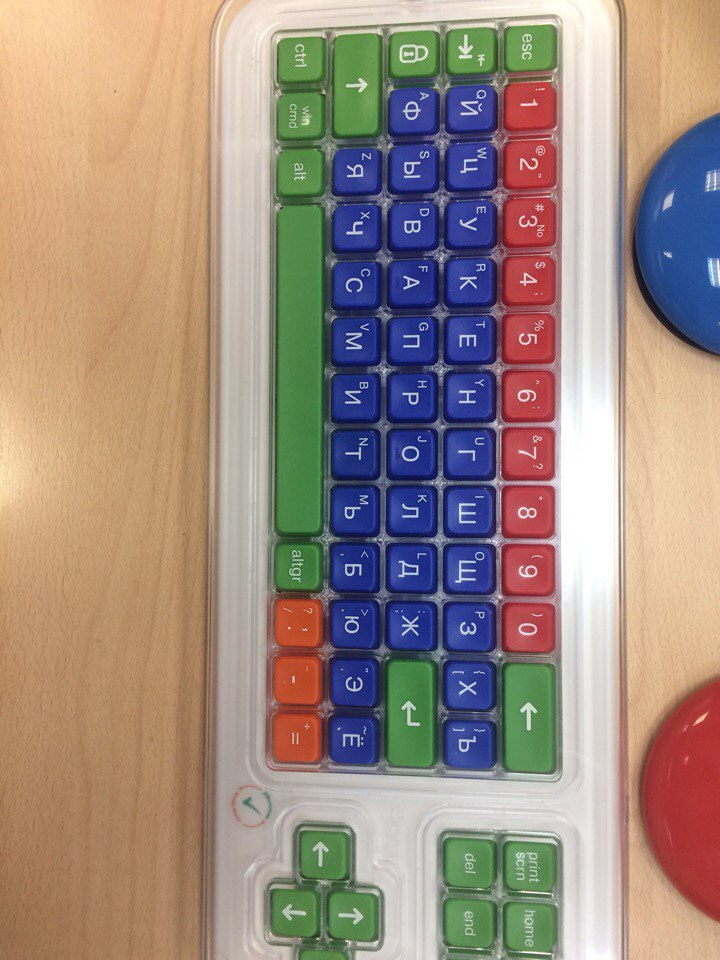 esc ! 1 @ 2 " # 3 № $ 4 ; % 5 ^ 6 : & 7 ? * 8 ( 9 ) 0 ←
Q Й W Ц E У R К T Е Y Н U Г I Ш O Щ P З { [ Х } ] Ъ
A Ф S Ы D В F А G П H Р J О K Л L Д : ; Ж
↑ Z Я X Ч C С V М B И N Т M Ь < , Б > . Ю " ' Э ~ Ё
ctrl win cmd alt altgr ? / , . _ - + =
print scrn home
del end